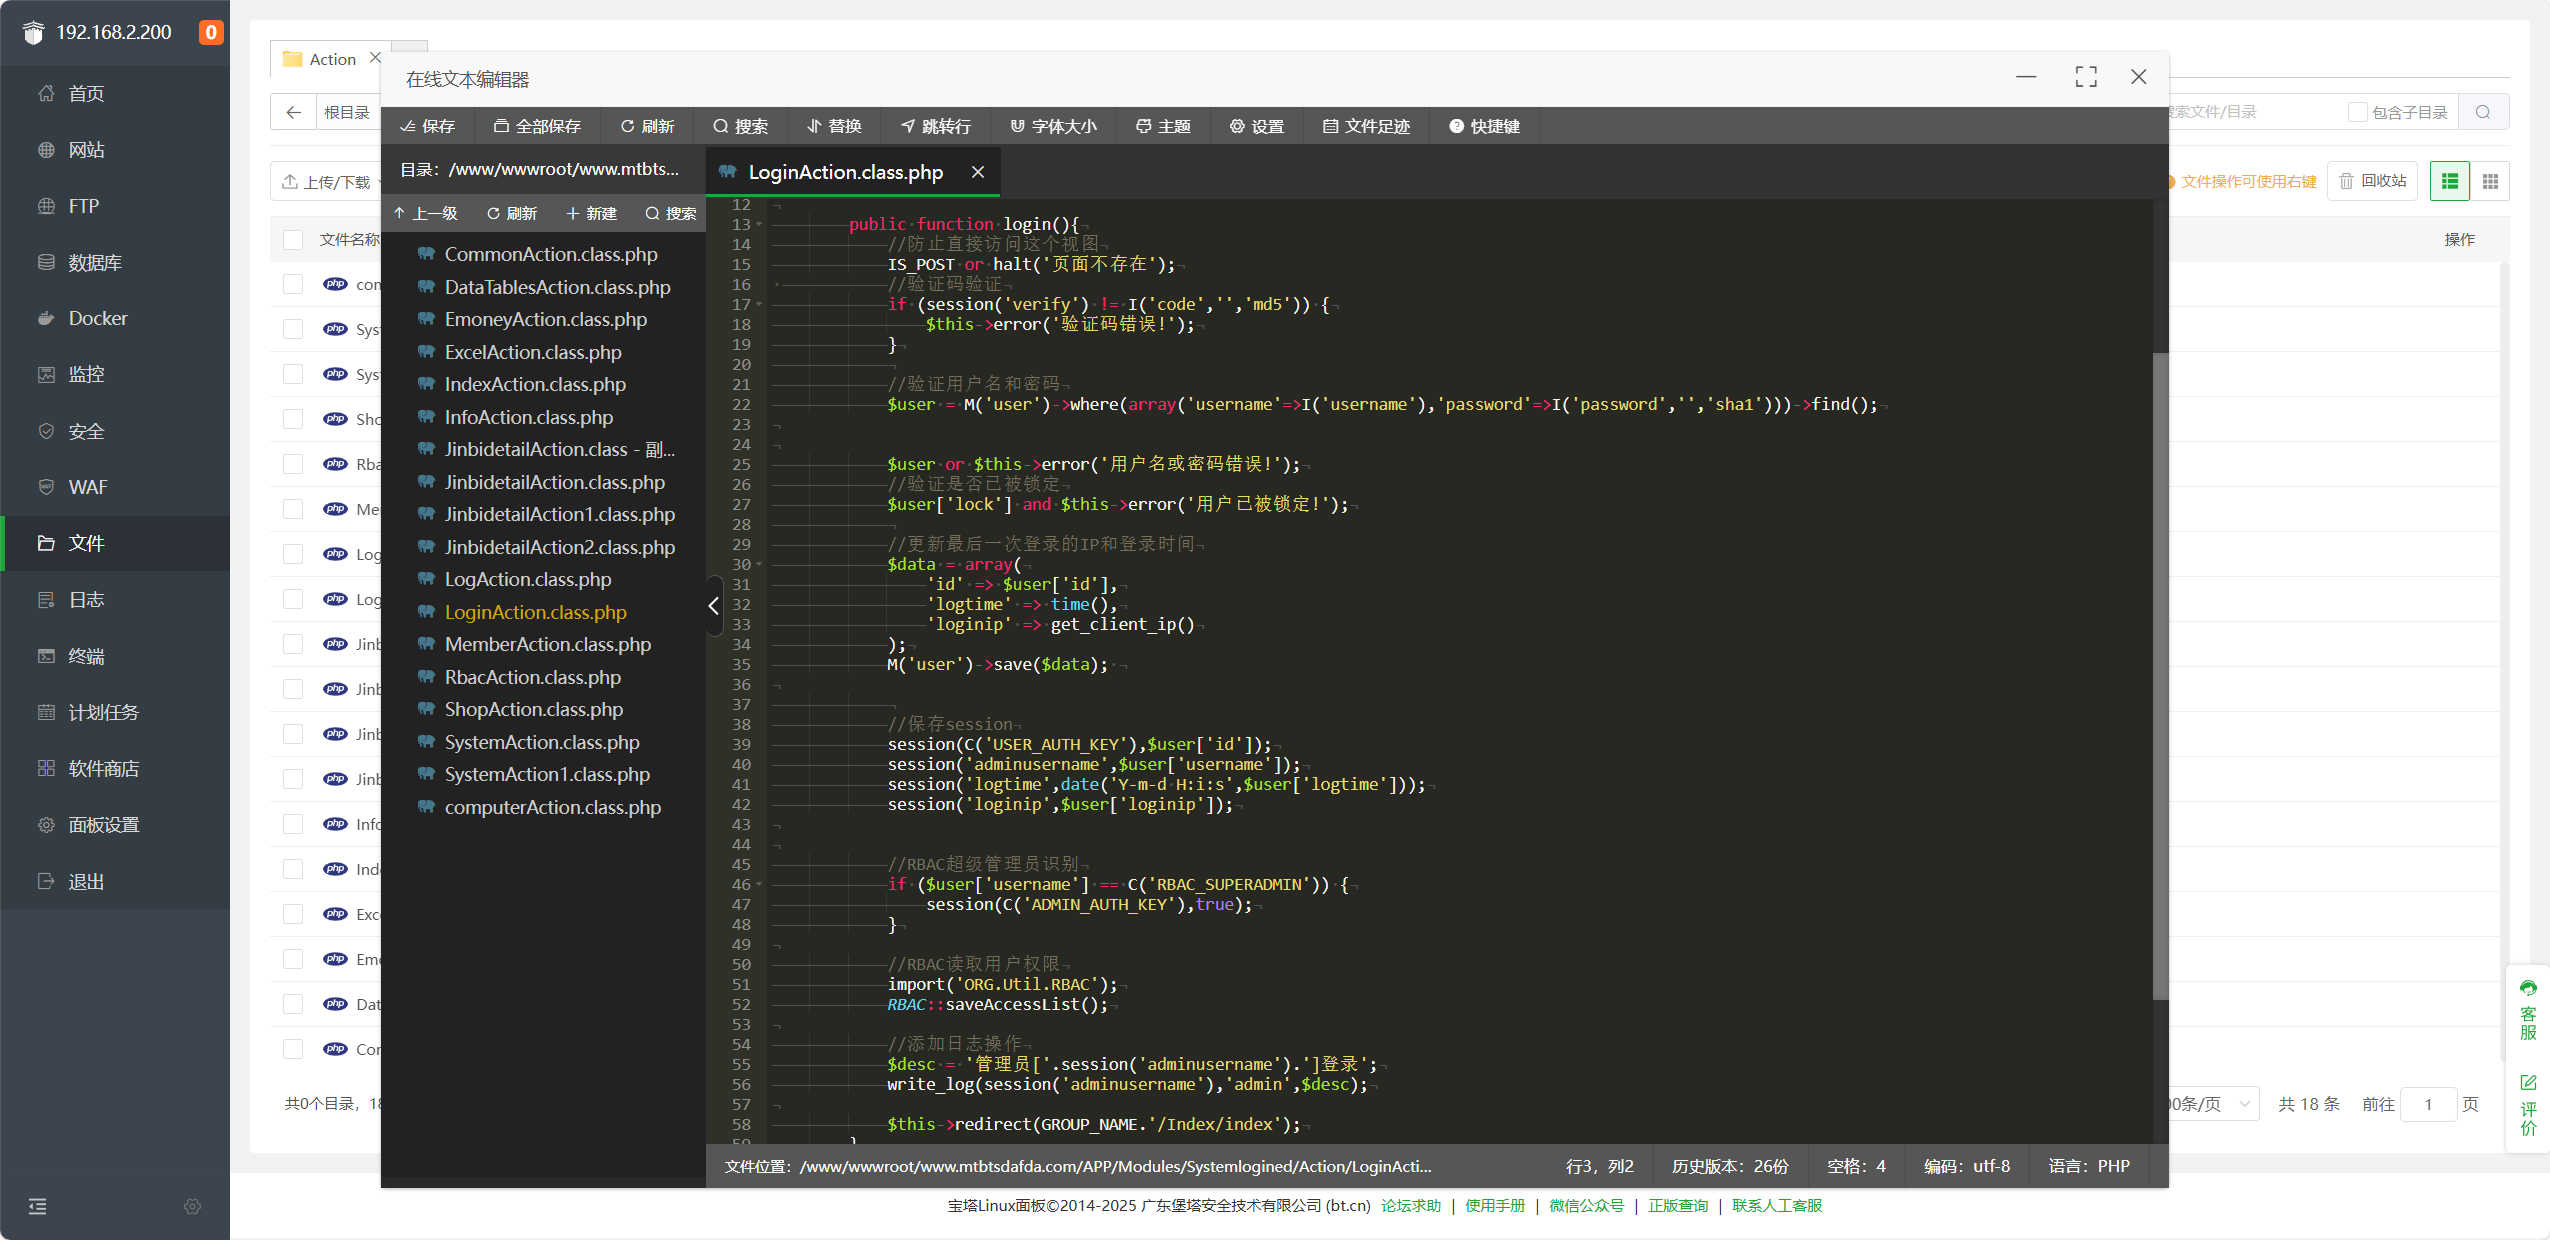 192.168.2.200
0
首页
网站
FTP
数据库
Docker
监控
安全
WAF
文件
日志
终端
计划任务
软件商店
面板设置
退出
Action
根目录
搜索文件/目录
包含子目录
上传/下载
文件操作可使用右键
回收站
文件名称
操作
php con
php Sys
php Sys
php Sho
php Rba
php Me
php Log
php Log
php Jinb
php Jinb
php Jinb
php Jinb
php Info
php Ind
php Exc
php Emo
php Dat
php Con
共0个目录，18
00条/页
共 18 条
前往
1
页
客服
评价
在线文本编辑器
保存
全部保存
刷新
搜索
替换
跳转行
字体大小
主题
设置
文件足迹
快捷键
目录：/www/wwwroot/www.mtbts...
上一级
刷新
新建
搜索
CommonAction.class.php
DataTablesAction.class.php
EmoneyAction.class.php
ExcelAction.class.php
IndexAction.class.php
InfoAction.class.php
JinbidetailAction.class - 副...
JinbidetailAction.class.php
JinbidetailAction1.class.php
JinbidetailAction2.class.php
LogAction.class.php
LoginAction.class.php
MemberAction.class.php
RbacAction.class.php
ShopAction.class.php
SystemAction.class.php
SystemAction1.class.php
computerAction.class.php
LoginAction.class.php
12
13 public function login(){
14 //防止直接访问这个视图
15 IS_POST or halt('页面不存在');
16 //验证码验证
17 if (session('verify') != I('code','','md5')) {
18 $this->error('验证码错误!');
19 }
20
21 //验证用户名和密码
22 $user = M('user')->where(array('username'=>I('username'),'password'=>I('password','','sha1')))->find();
23
24
25 $user or $this->error('用户名或密码错误!');
26 //验证是否已被锁定
27 $user['lock'] and $this->error('用户已被锁定!');
28
29 //更新最后一次登录的IP和登录时间
30 $data = array(
31 'id' => $user['id'],
32 'logtime' => time(),
33 'loginip' => get_client_ip()
34 );
35 M('user')->save($data);
36
37
38 //保存session
39 session(C('USER_AUTH_KEY'),$user['id']);
40 session('adminusername',$user['username']);
41 session('logtime',date('Y-m-d H:i:s',$user['logtime']));
42 session('loginip',$user['loginip']);
43
44
45 //RBAC超级管理员识别
46 if ($user['username'] == C('RBAC_SUPERADMIN')) {
47 session(C('ADMIN_AUTH_KEY'),true);
48 }
49
50 //RBAC读取用户权限
51 import('ORG.Util.RBAC');
52 RBAC::saveAccessList();
53
54 //添加日志操作
55 $desc = '管理员['.session('adminusername').']登录';
56 write_log(session('adminusername'),'admin',$desc);
57
58 $this->redirect(GROUP_NAME.'/Index/index');
59 }
文件位置：/www/wwwroot/www.mtbtsdafda.com/APP/Modules/Systemlogined/Action/LoginActi...
行3，列2
历史版本：26份
空格：4
编码：utf-8
语言：PHP
宝塔Linux面板©2014-2025 广东堡塔安全技术有限公司 (bt.cn) 论坛求助 | 使用手册 | 微信公众号 | 正版查询 | 联系人工客服